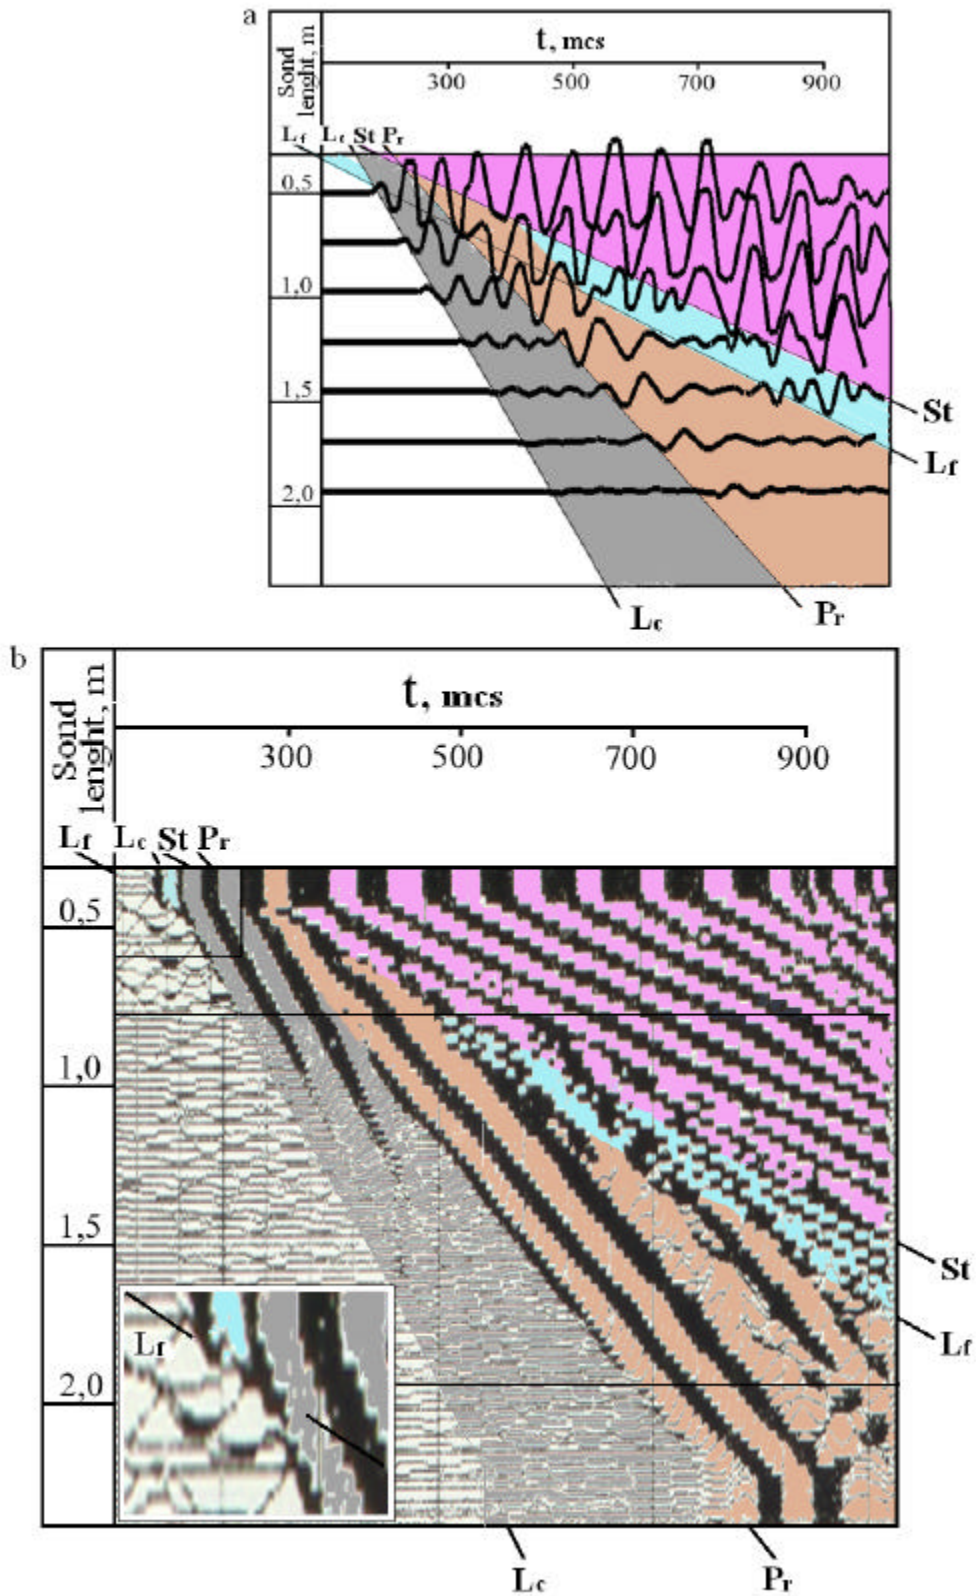 a
t, mcs
Sond
lenght, m
300 500 700 900
Lf Lc St Pr
0,5
1,0
1,5
2,0
St
Lf
Lc
Pr
b
t, mcs
Sond
lenght, m
300 500 700 900
Lf Lc St Pr
0,5
1,0
1,5
2,0
St
Lf
Lf
Lc
Pr